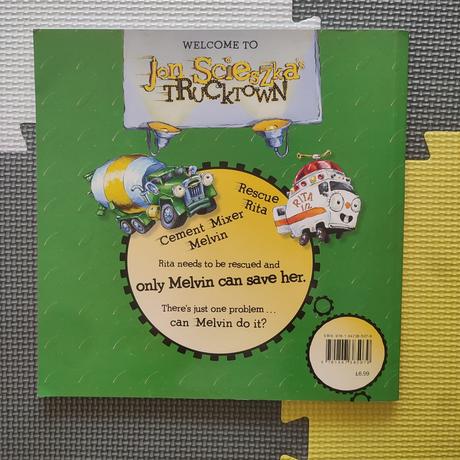 WELCOME TO
Jon Scieszka's
TRUCKTOWN
Rescue
Rita
Cement Mixer
Melvin
RITA
Rita needs to be rescued and
only Melvin can save her.
There's just one problem ...
can Melvin do it?
£6.99